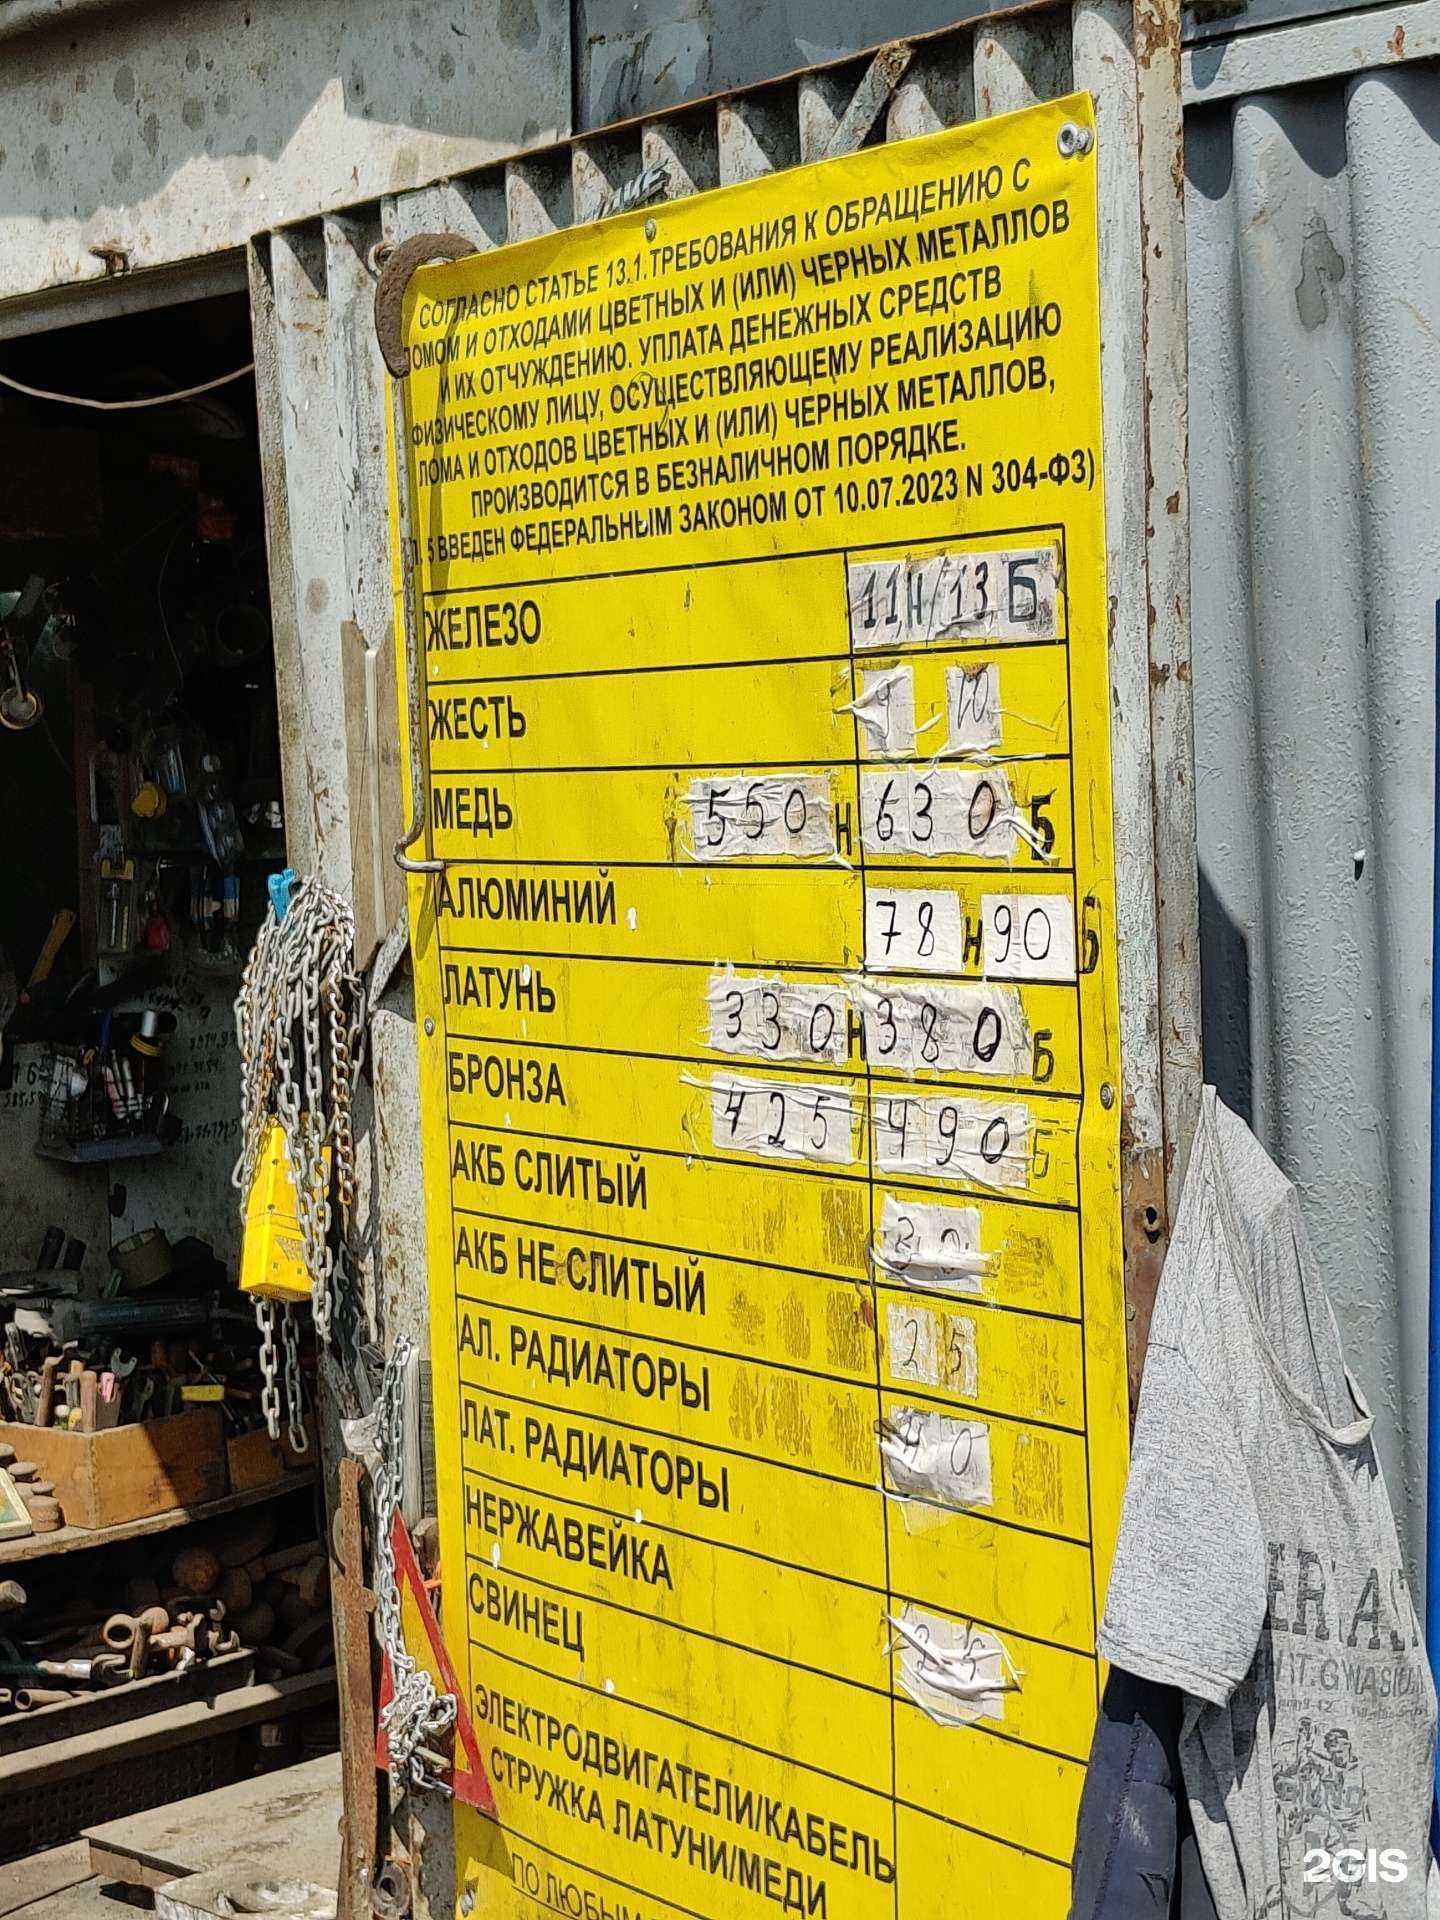 СОГЛАСНО СТАТЬЕ 13.1. ТРЕБОВАНИЯ К ОБРАЩЕНИЮ С
ЛОМОМ И ОТХОДАМИ ЦВЕТНЫХ И (ИЛИ) ЧЕРНЫХ МЕТАЛЛОВ
И ИХ ОТЧУЖДЕНИЮ. УПЛАТА ДЕНЕЖНЫХ СРЕДСТВ
ФИЗИЧЕСКОМУ ЛИЦУ, ОСУЩЕСТВЛЯЮЩЕМУ РЕАЛИЗАЦИЮ
ЛОМА И ОТХОДОВ ЦВЕТНЫХ И (ИЛИ) ЧЕРНЫХ МЕТАЛЛОВ,
ПРОИЗВОДИТСЯ В БЕЗНАЛИЧНОМ ПОРЯДКЕ.
5 ВВЕДЕН ФЕДЕРАЛЬНЫМ ЗАКОНОМ ОТ 10.07.2023 N 304-ФЗ)
ЖЕЛЕЗО 11Н/13Б
ЖЕСТЬ 9 10
МЕДЬ 550 Н 630 Б
АЛЮМИНИЙ 78 Н 90 Б
ЛАТУНЬ 330 Н 380 Б
БРОНЗА 425 490 Б
АКБ СЛИТЫЙ
АКБ НЕ СЛИТЫЙ 25
АЛ. РАДИАТОРЫ 40
ЛАТ. РАДИАТОРЫ
НЕРЖАВЕЙКА
СВИНЕЦ
ЭЛЕКТРОДВИГАТЕЛИ/КАБЕЛЬ
СТРУЖКА ЛАТУНИ/МЕДИ
ПО ЛЮБЫМ
2GIS